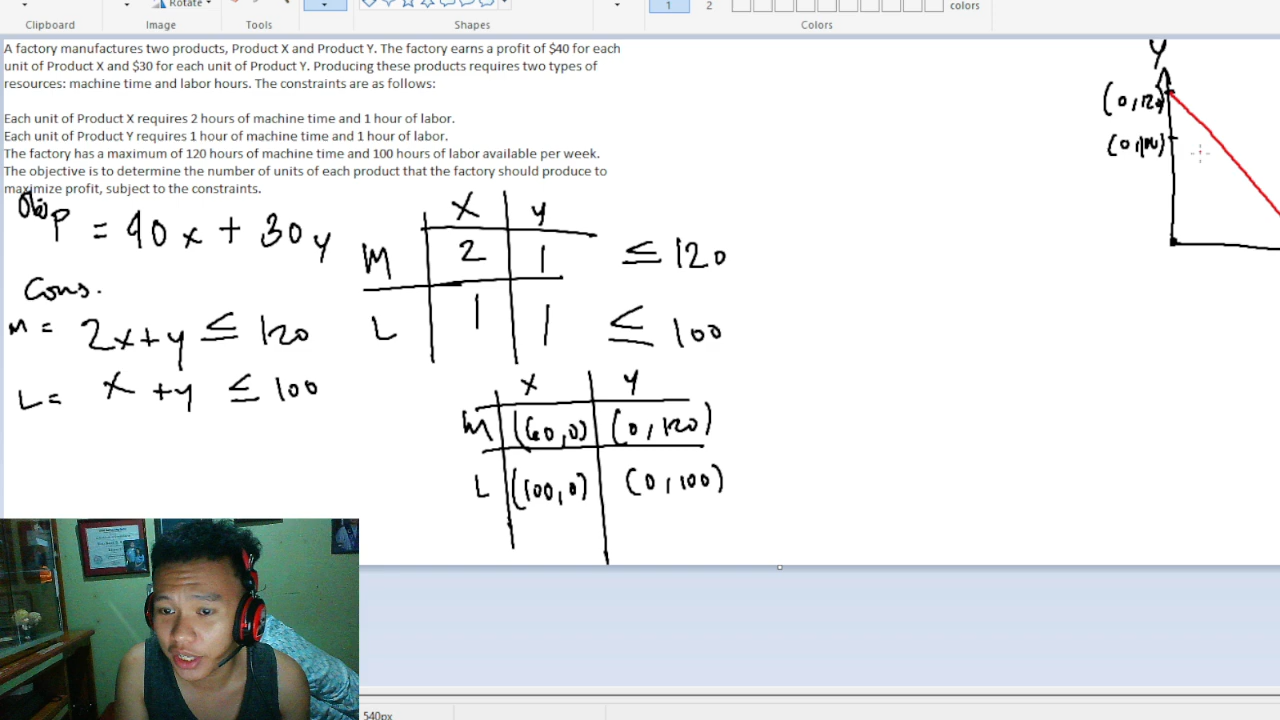 Rotate
1
2
colors
Clipboard
Image
Tools
Shapes
Colors
A factory manufactures two products, Product X and Product Y. The factory earns a profit of $40 for each
unit of Product X and $30 for each unit of Product Y. Producing these products requires two types of
resources: machine time and labor hours. The constraints are as follows:
Each unit of Product X requires 2 hours of machine time and 1 hour of labor.
Each unit of Product Y requires 1 hour of machine time and 1 hour of labor.
The factory has a maximum of 120 hours of machine time and 100 hours of labor available per week.
The objective is to determine the number of units of each product that the factory should produce to
maximize profit, subject to the constraints.
P = 40x + 30y
Cons.
M = 2x+y ≤ 120
L = x+y ≤ 100
X y
M 2 1 ≤ 120
L 1 1 ≤ 100
X Y
M (60,0) (0,120)
L (100,0) (0,100)
Y
(0,120)
(0,100)
540px